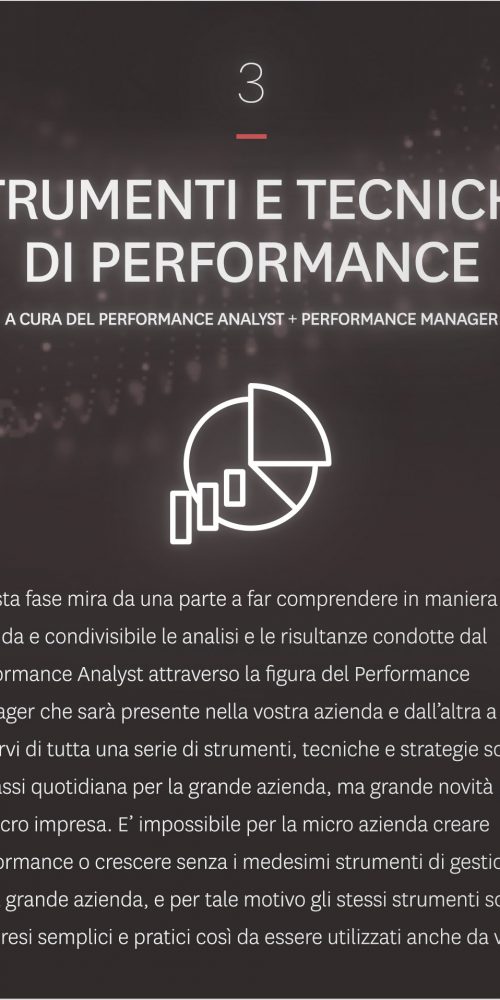 3
TRUMENTI E TECNICH
DI PERFORMANCE
A CURA DEL PERFORMANCE ANALYST + PERFORMANCE MANAGER
sta fase mira da una parte a far comprendere in maniera
da e condivisibile le analisi e le risultanze condotte dal
ormance Analyst attraverso la figura del Performance
ager che sarà presente nella vostra azienda e dall’altra a
rvi di tutta una serie di strumenti, tecniche e strategie so
assi quotidiana per la grande azienda, ma grande novità
cro impresa. E’ impossibile per la micro azienda creare
ormance o crescere senza i medesimi strumenti di gestio
grande azienda, e per tale motivo gli stessi strumenti so
resi semplici e pratici così da essere utilizzati anche da v